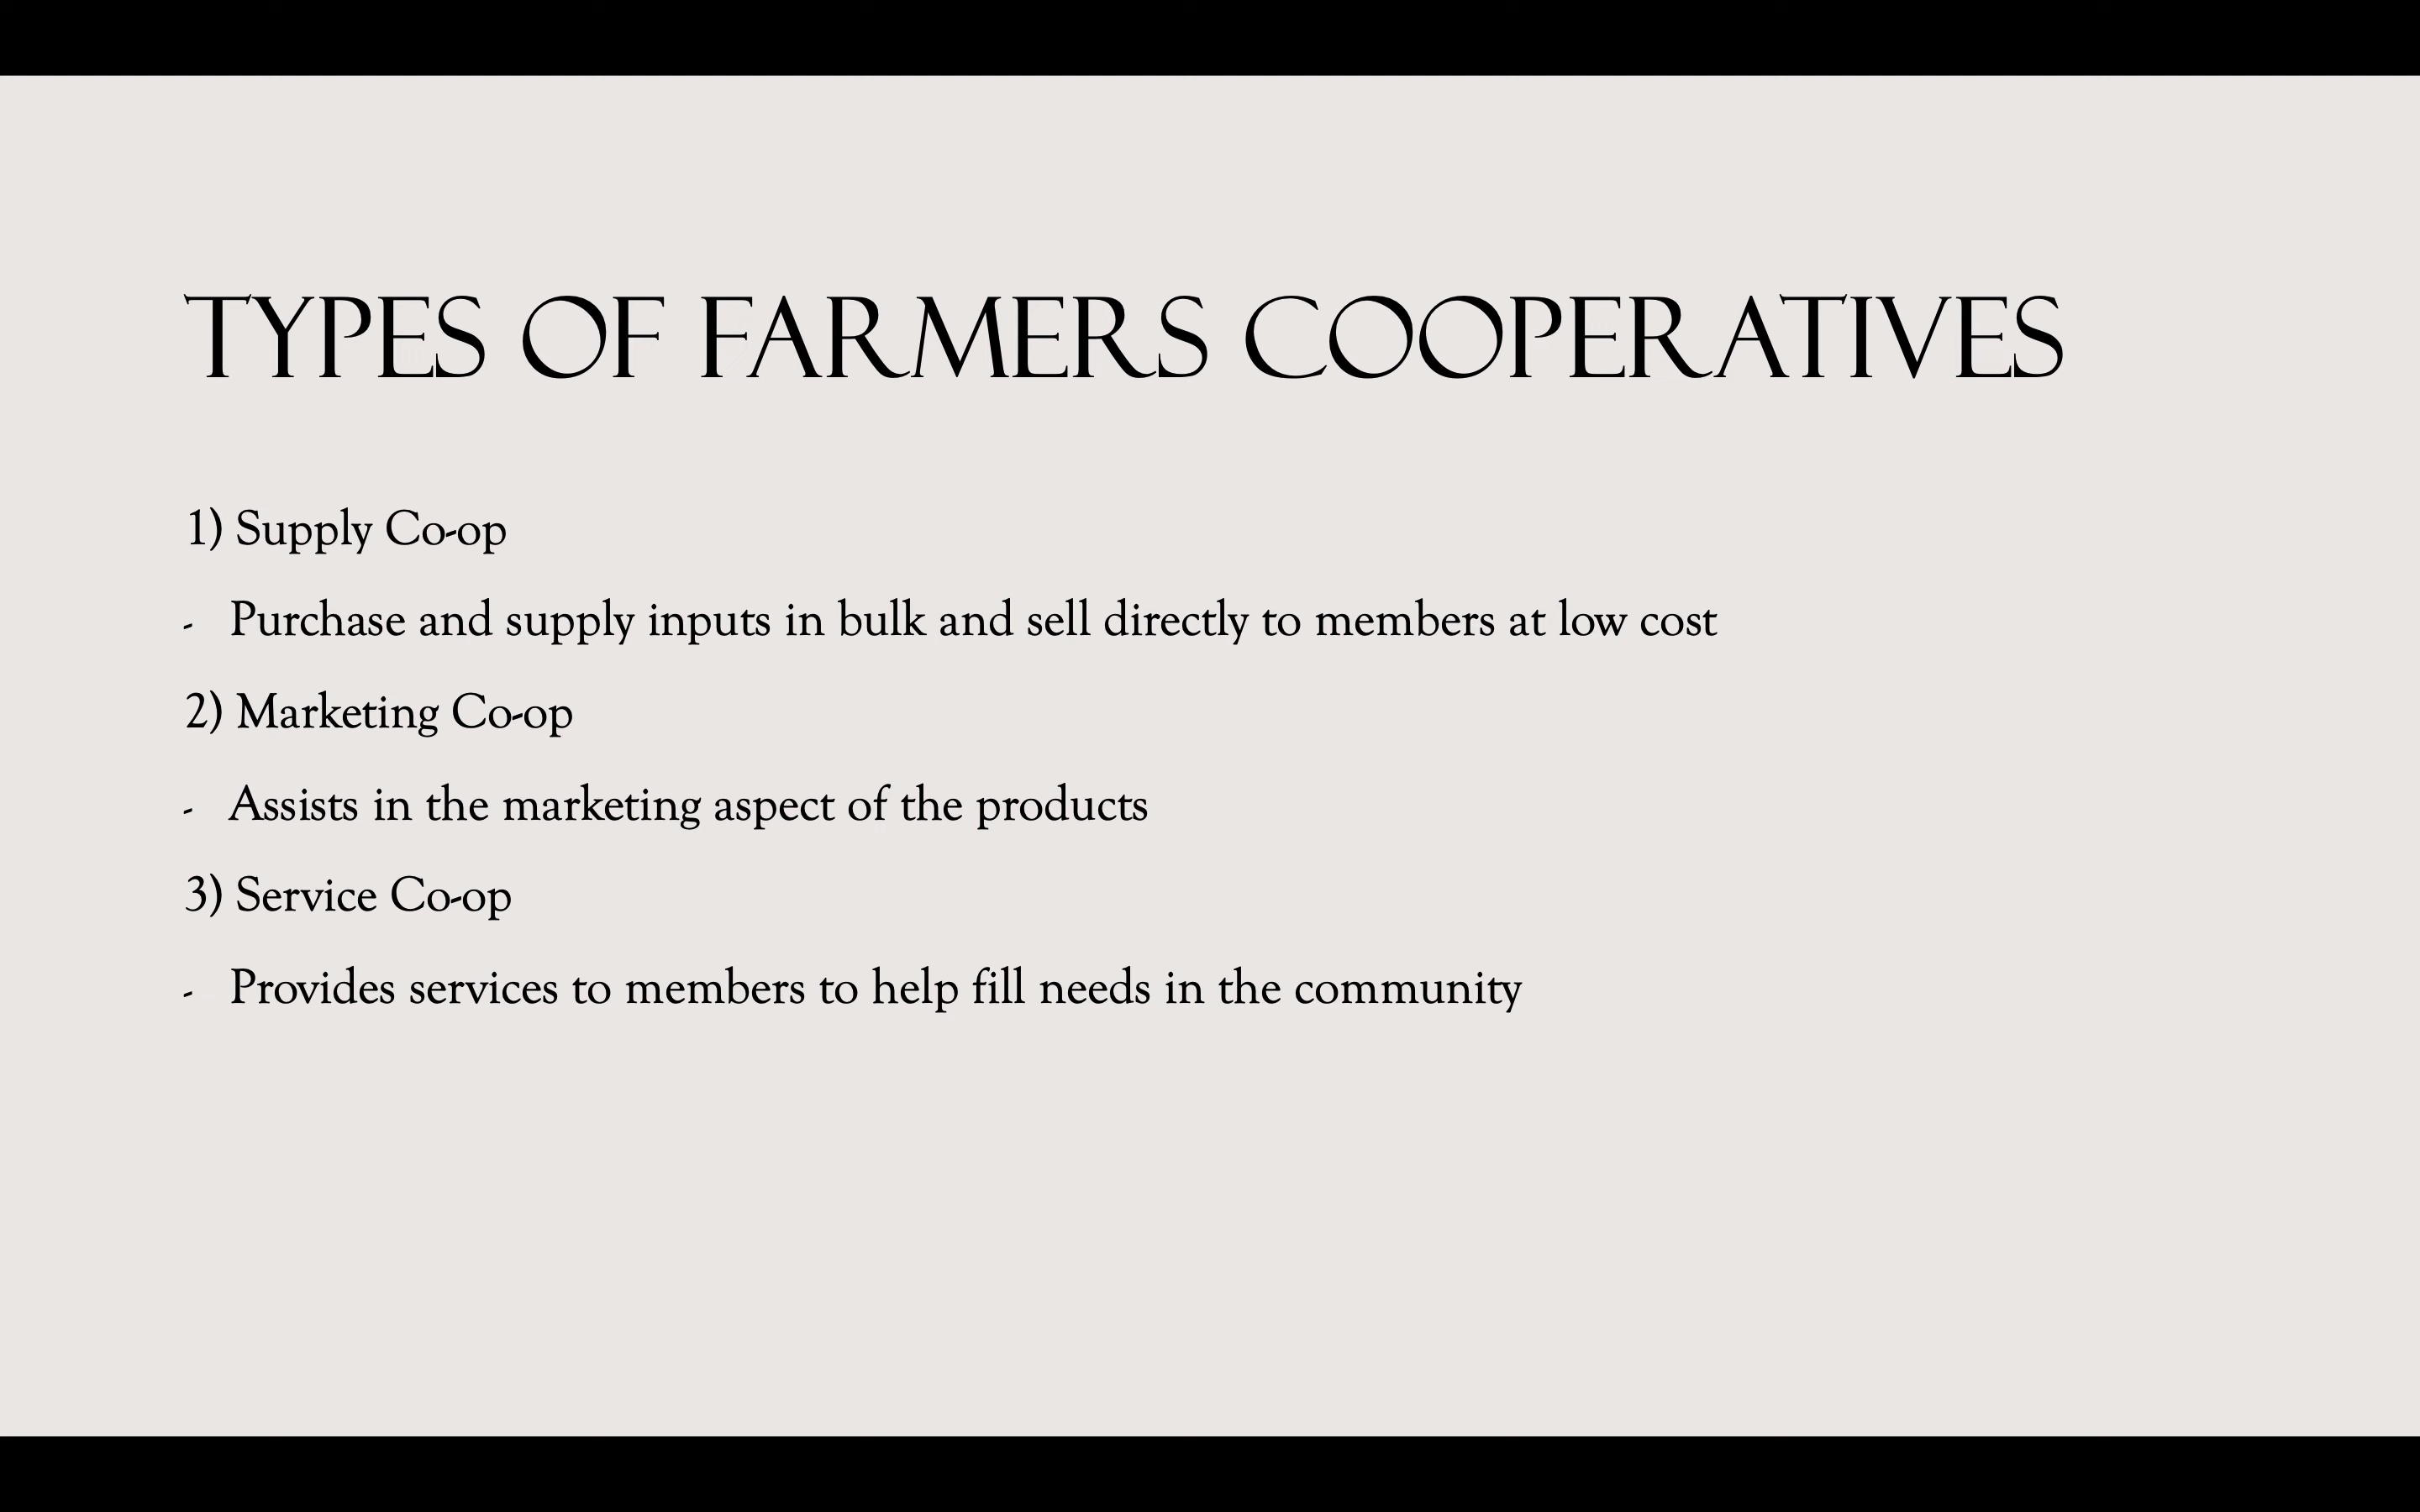 TYPES OF FARMERS COOPERATIVES
1) Supply Co-op
- Purchase and supply inputs in bulk and sell directly to members at low cost
2) Marketing Co-op
- Assists in the marketing aspect of the products
3) Service Co-op
- Provides services to members to help fill needs in the community